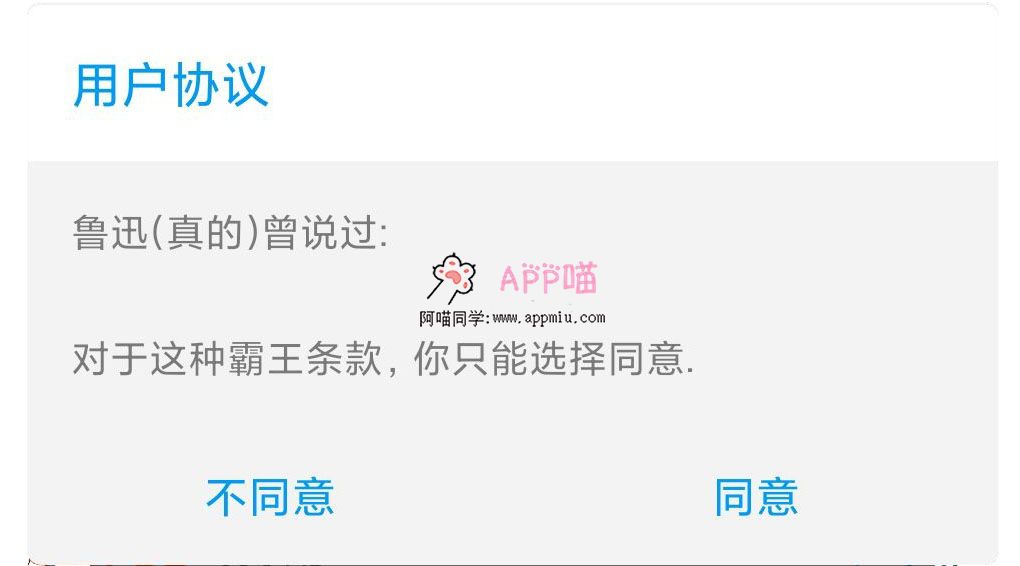 用户协议
鲁迅(真的)曾说过:
APP喵
阿喵同学:www.appmiu.com
对于这种霸王条款, 你只能选择同意.
不同意
同意